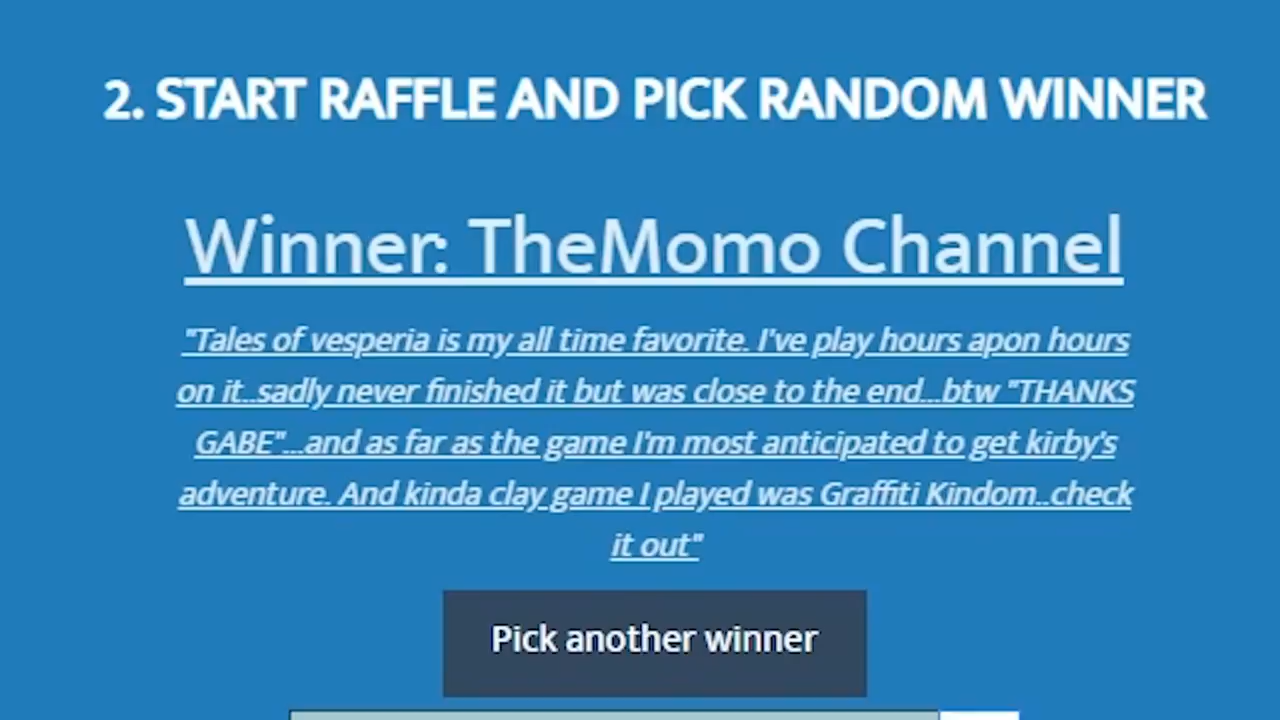 2. START RAFFLE AND PICK RANDOM WINNER
Winner: TheMomo Channel
"Tales of vesperia is my all time favorite. I've play hours apon hours
on it...sadly never finished it but was close to the end...btw "THANKS
GABE"...and as far as the game I'm most anticipated to get kirby's
adventure. And kinda clay game I played was Graffiti Kindom..check
it out"
Pick another winner